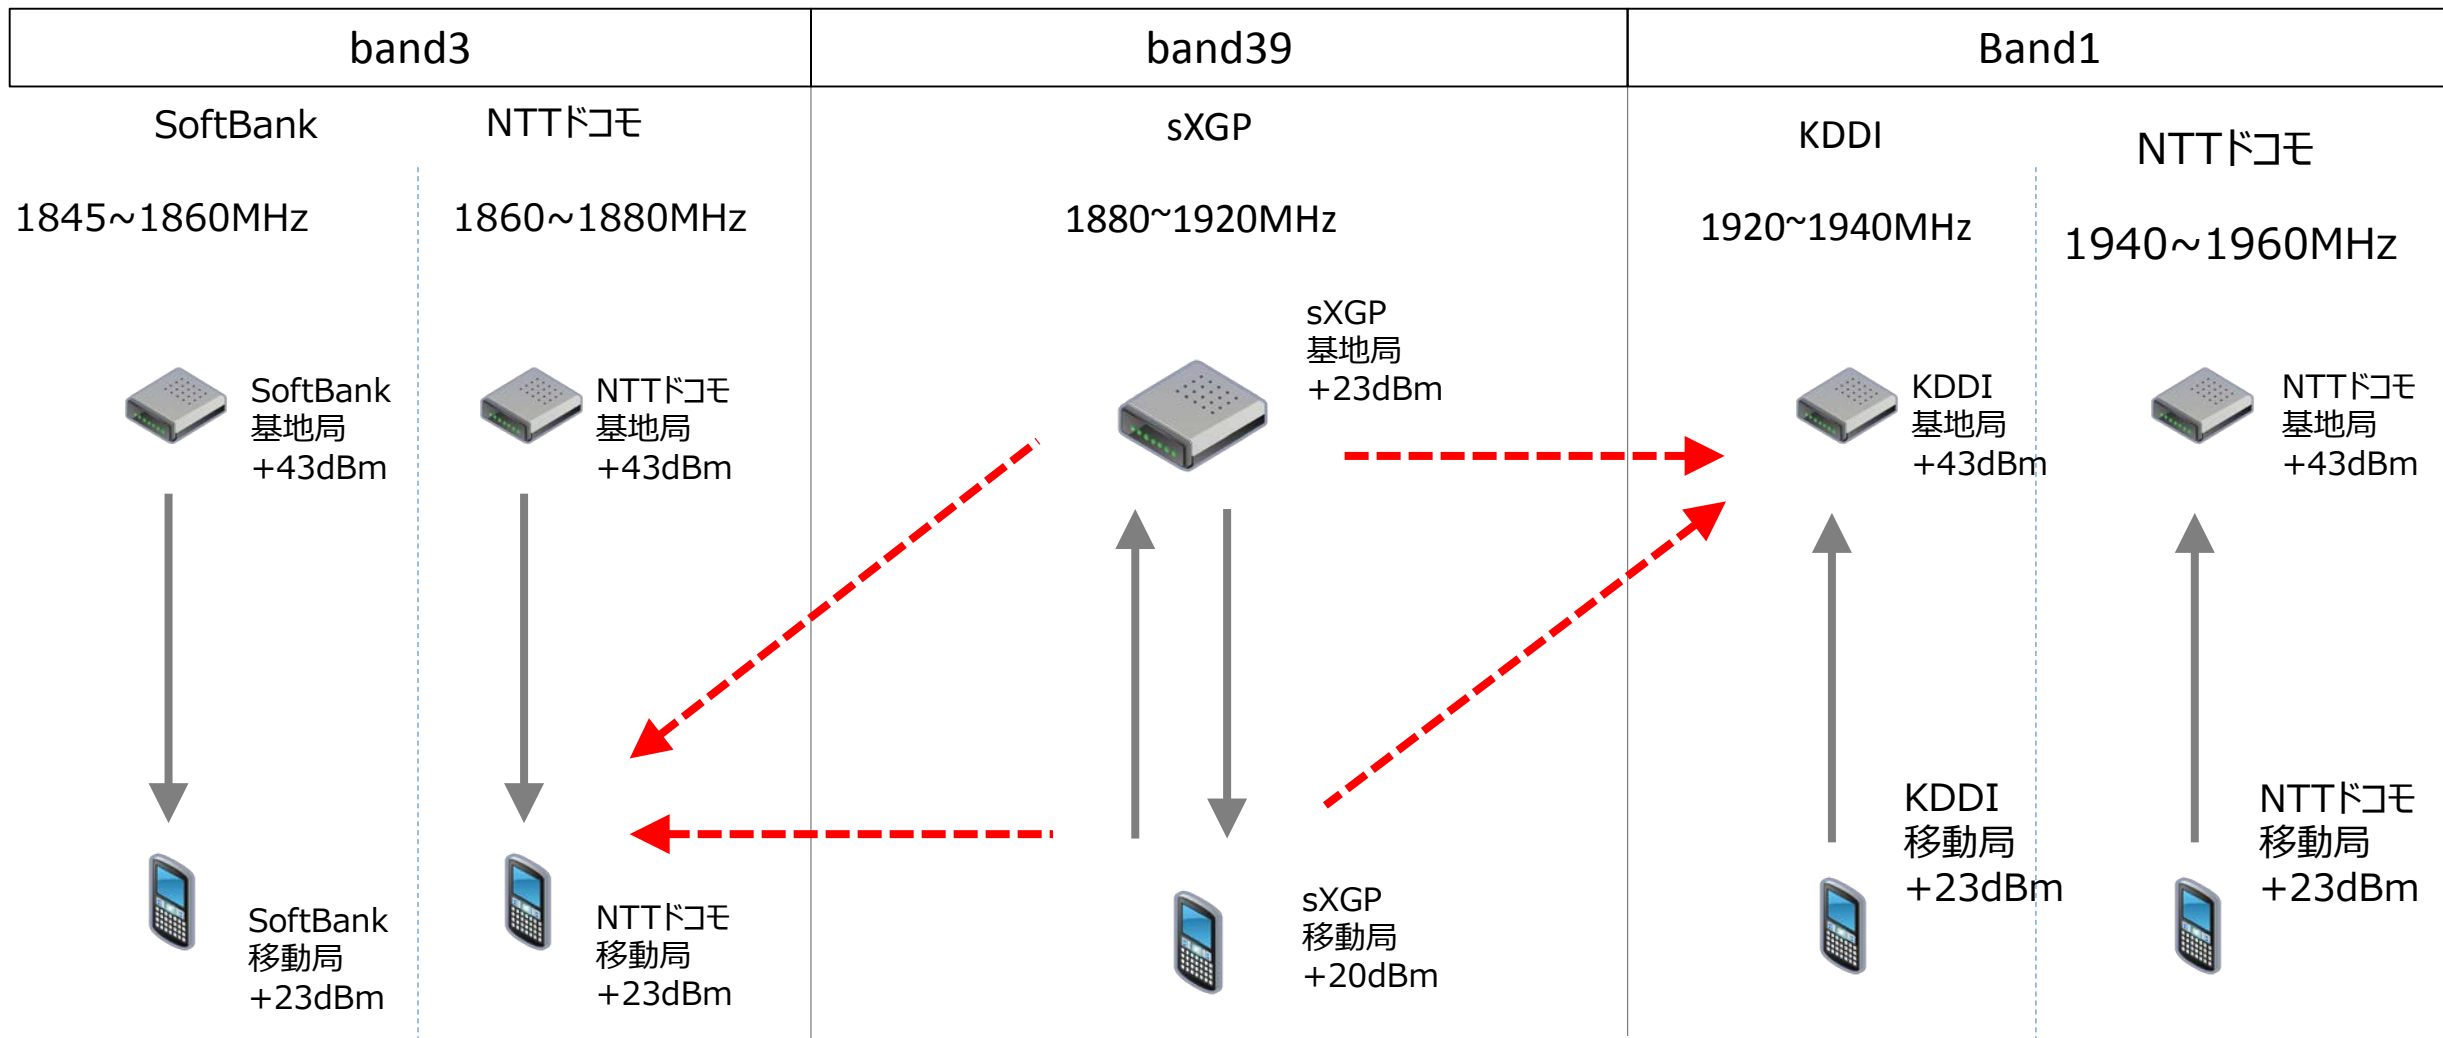 band3
band39
Band1
SoftBank
NTTドコモ
sXGP
KDDI
NTTドコモ
1845~1860MHz
1860~1880MHz
1880~1920MHz
1920~1940MHz
1940~1960MHz
SoftBank
基地局
+43dBm
NTTドコモ
基地局
+43dBm
sXGP
基地局
+23dBm
KDDI
基地局
+43dBm
NTTドコモ
基地局
+43dBm
SoftBank
移動局
+23dBm
NTTドコモ
移動局
+23dBm
sXGP
移動局
+20dBm
KDDI
移動局
+23dBm
NTTドコモ
移動局
+23dBm